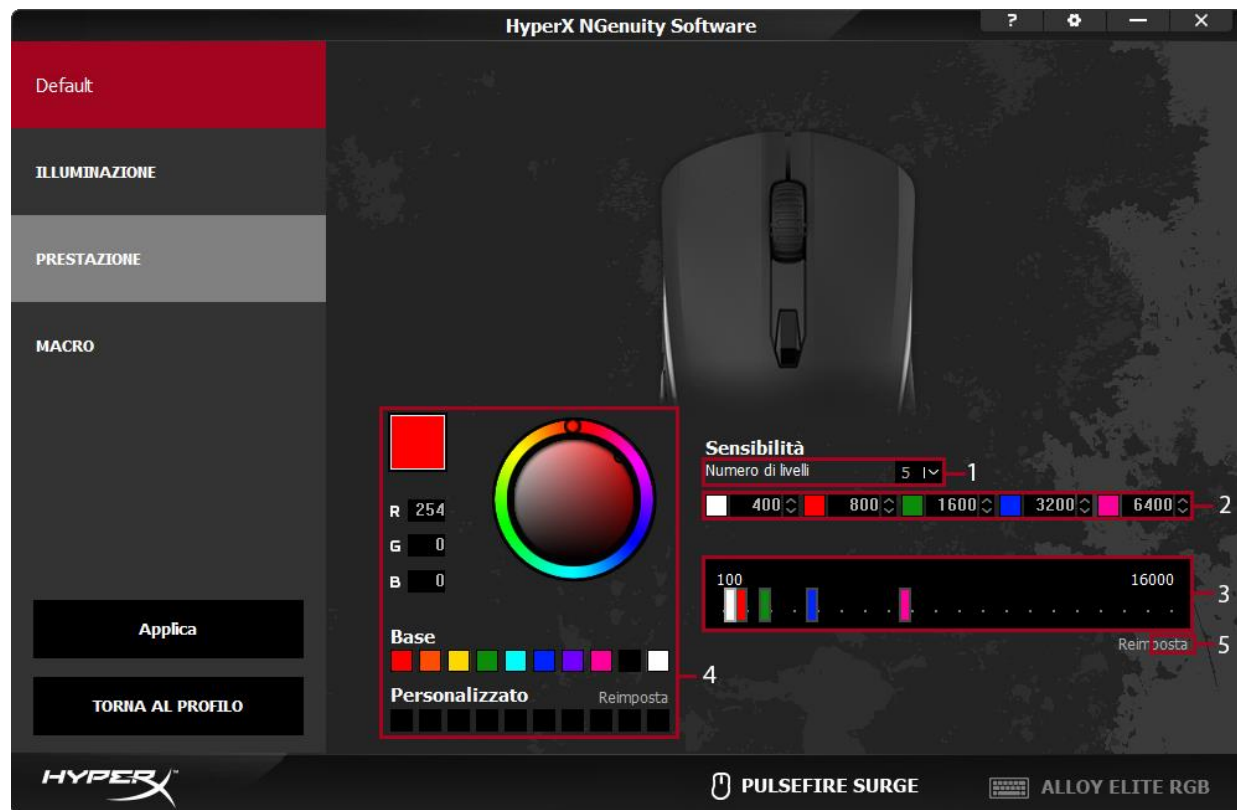 HyperX NGenuity Software
?
Default
ILLUMINAZIONE
PRESTAZIONE
MACRO
Applica
TORNA AL PROFILO
R 254
G 0
B 0
Base
Personalizzato Reimposta
4
Sensibilità
Numero di livelli 5 1
400 800 1600 3200 6400 2
100 16000
3
Reimposta 5
HYPERX™
PULSEFIRE SURGE
ALLOY ELITE RGB